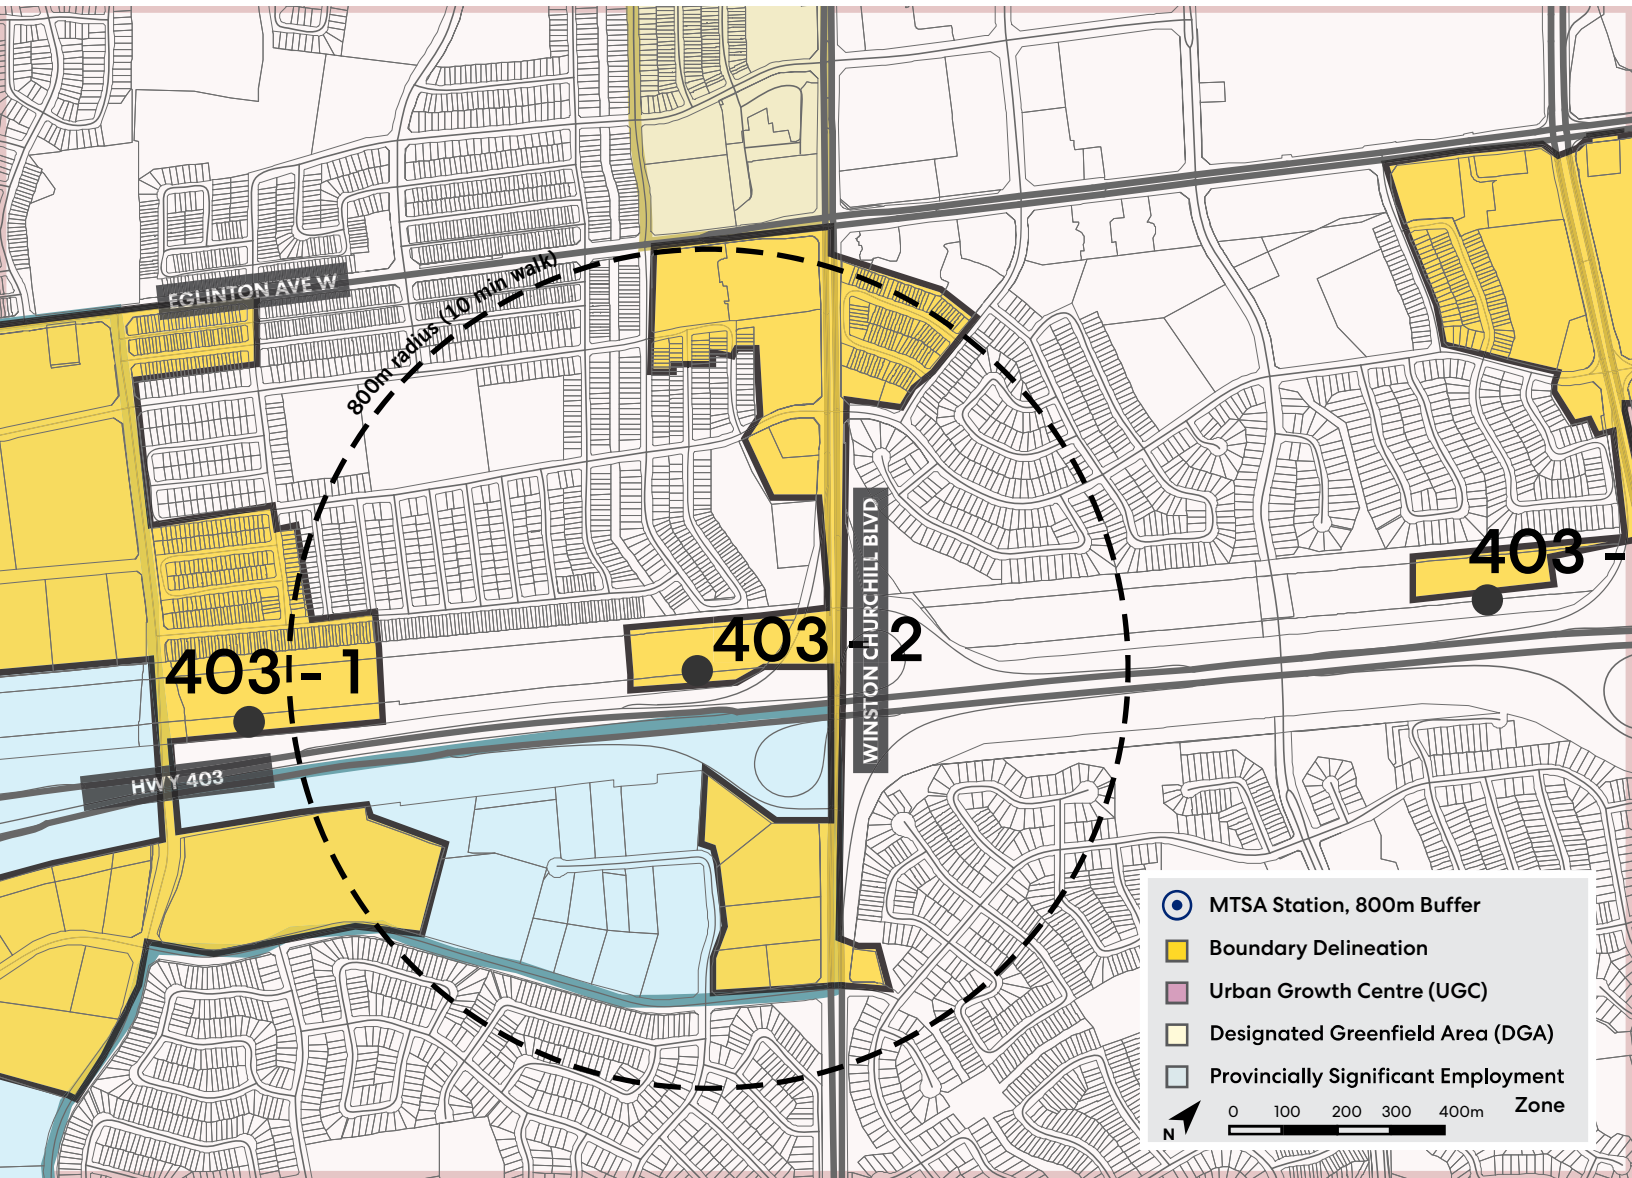 EGLINTON AVE W
800m radius (10 min walk)
WINSTON CHURCHILL BLVD
403 -
403 - 2
403 - 1
HWY 403
MTSA Station, 800m Buffer
Boundary Delineation
Urban Growth Centre (UGC)
Designated Greenfield Area (DGA)
Provincially Significant Employment
Zone
N
0 100 200 300 400m